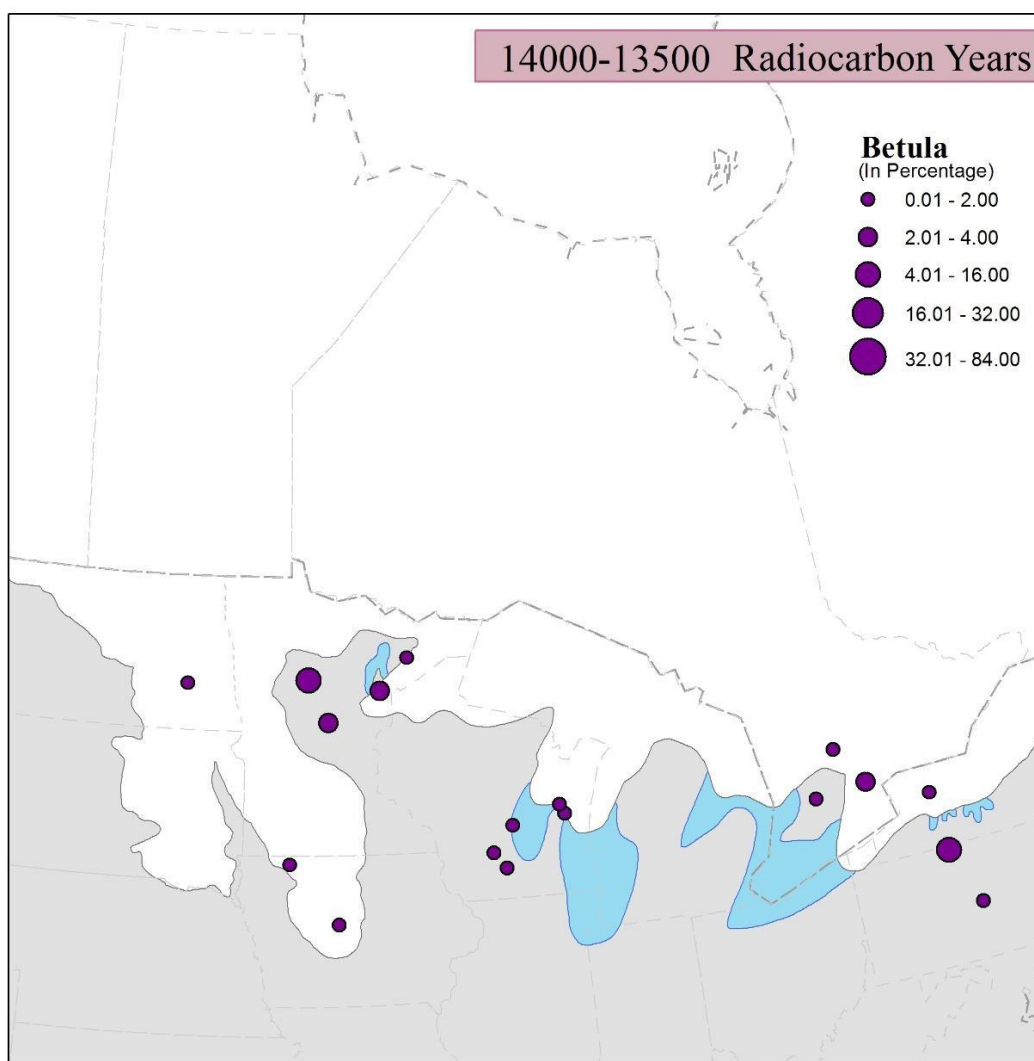 14000-13500 Radiocarbon Years
Betula
(In Percentage)
0.01 - 2.00
2.01 - 4.00
4.01 - 16.00
16.01 - 32.00
32.01 - 84.00